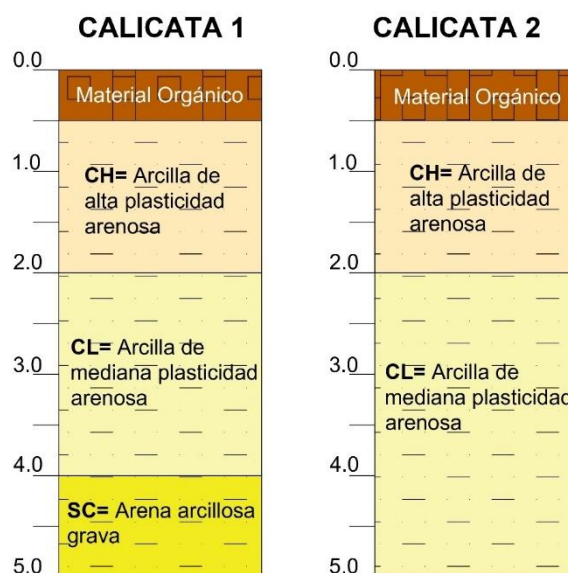 CALICATA 1
0.0
Material Orgánico
1.0
CH= Arcilla de
alta plasticidad
arenosa
2.0
CL= Arcilla de
mediana plasticidad
arenosa
3.0
4.0
SC= Arena arcillosa
grava
5.0
CALICATA 2
0.0
Material Orgánico
1.0
CH= Arcilla de
alta plasticidad
arenosa
2.0
3.0
CL= Arcilla de
mediana plasticidad
arenosa
4.0
5.0